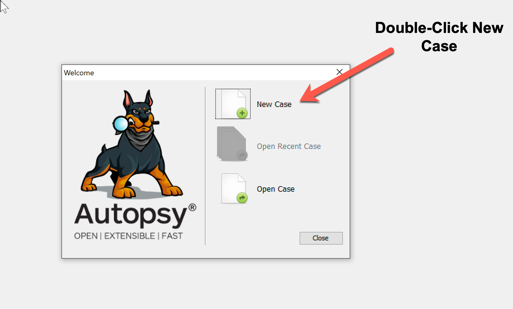 Double-Click New
Case
Welcome
New Case
Open Recent Case
Open Case
Autopsy®
OPEN | EXTENSIBLE | FAST
Close